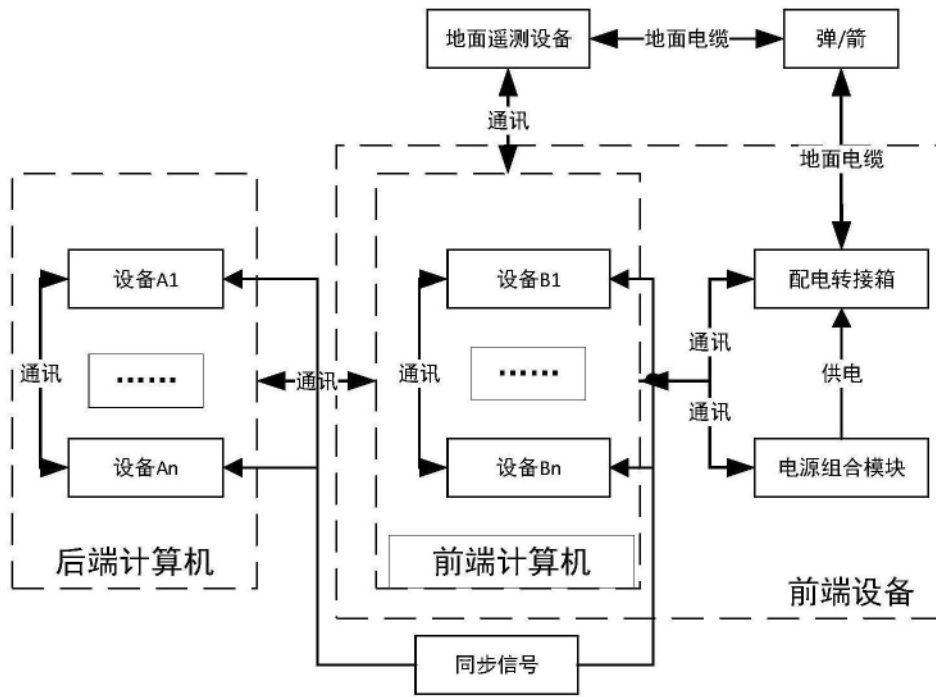 地面遥测设备
地面电缆
弹/箭
通讯
地面电缆
设备A1
设备B1
配电转接箱
通讯
通讯
……
通讯
通讯
……
供电
通讯
设备An
设备Bn
电源组合模块
后端计算机
前端计算机
前端设备
同步信号